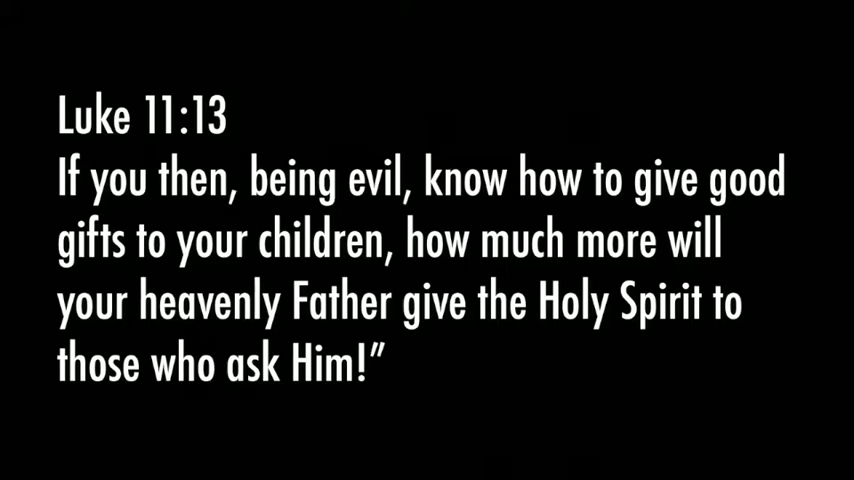 Luke 11:13
If you then, being evil, know how to give good
gifts to your children, how much more will
your heavenly Father give the Holy Spirit to
those who ask Him!”